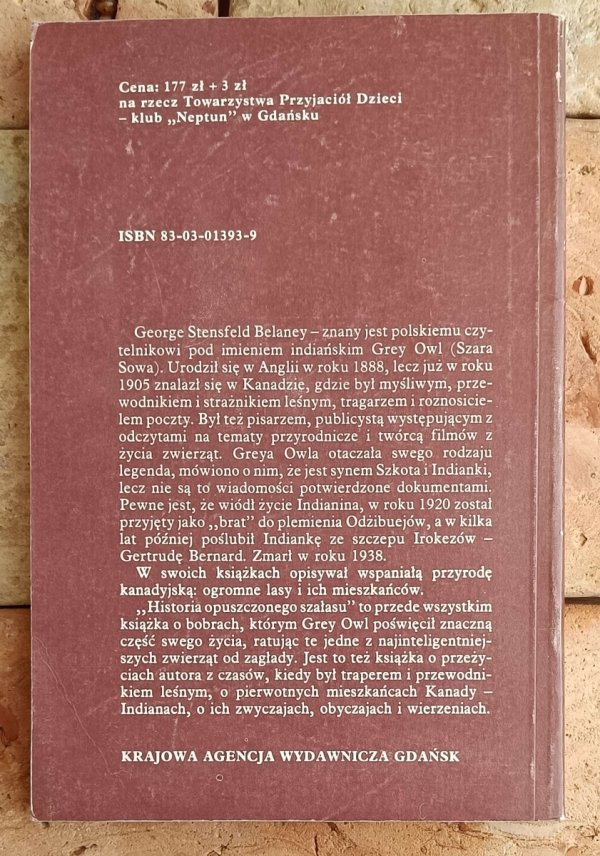 Cena: 177 zł + 3 zł
na rzecz Towarzystwa Przyjaciół Dzieci
– klub „Neptun” w Gdańsku
ISBN 83-03-01393-9
George Stensfeld Belaney – znany jest polskiemu czy-
telnikowi pod imieniem indiańskim Grey Owl (Szara
Sowa). Urodził się w Anglii w roku 1888, lecz już w roku
1905 znalazł się w Kanadzie, gdzie był myśliwym, prze-
wodnikiem i strażnikiem leśnym, tragarzem i roznosicie-
lem poczty. Był też pisarzem, publicystą występującym z
odczytami na tematy przyrodnicze i twórcą filmów z
życia zwierząt. Greya Owla otaczała swego rodzaju
legenda, mówiono o nim, że jest synem Szkota i Indianki,
lecz nie są to wiadomości potwierdzone dokumentami.
Pewne jest, że wiódł życie Indianina, w roku 1920 został
przyjęty jako „brat” do plemienia Odżibuejów, a w kilka
lat później poślubił Indiankę ze szczepu Irokezów –
Gertrudę Bernard. Zmarł w roku 1938.
W swoich książkach opisywał wspaniałą przyrodę
kanadyjską: ogromne lasy i ich mieszkańców.
„Historia opuszczonego szałasu” to przede wszystkim
książka o bobrach, którym Grey Owl poświęcił znaczną
część swego życia, ratując te jedne z najinteligentniej-
szych zwierząt od zagłady. Jest to też książka o przeży-
ciach autora z czasów, kiedy był traperem i przewodni-
kiem leśnym, o pierwotnych mieszkańcach Kanady –
Indianach, o ich zwyczajach, obyczajach i wierzeniach.
KRAJOWA AGENCJA WYDAWNICZA GDAŃSK